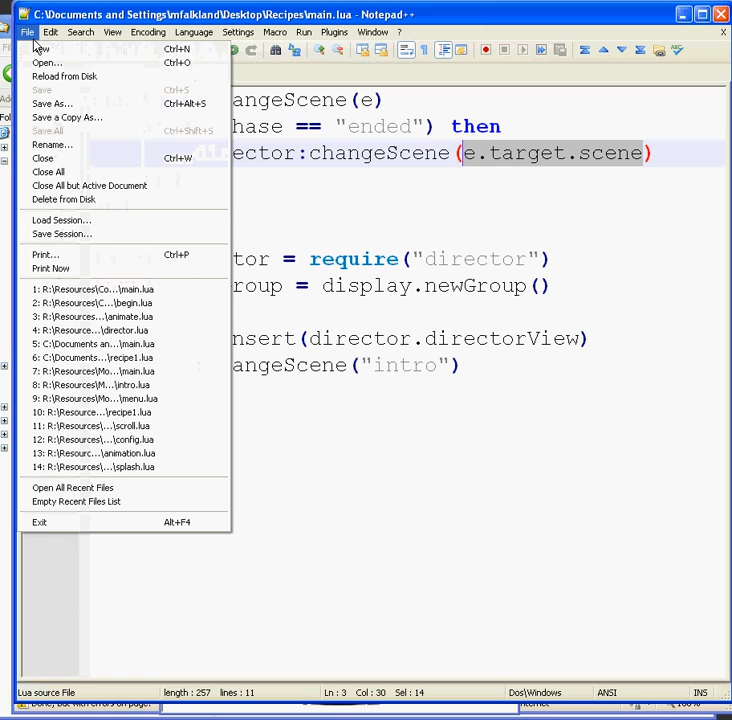 C:\Documents and Settings\mfalkland\Desktop\Recipes\main.lua - Notepad++
File Edit Search View Encoding Language Settings Macro Run Plugins Window ?
Ctrl+N
Open... Ctrl+O
Reload from Disk
Save Ctrl+S
Save As... Ctrl+Alt+S
Save a Copy As...
Save All Ctrl+Shift+S
Rename...
Close Ctrl+W
Close All
Close All but Active Document
Delete from Disk
Load Session...
Save Session...
Print... Ctrl+P
Print Now
1: R:\Resources\Co...\main.lua
2: R:\Resources\C...\begin.lua
3: R:\Resources...\animate.lua
4: R:\Resource...\director.lua
5: C:\Documents an...\main.lua
6: C:\Documents...\recipe1.lua
7: R:\Resources\Mo...\main.lua
8: R:\Resources\M...\intro.lua
9: R:\Resources\Mo...\menu.lua
10: R:\Resource...\recipe1.lua
11: R:\Resources\...\scroll.lua
12: R:\Resources\...\config.lua
13: R:\Resourc...\animation.lua
14: R:\Resources\...\splash.lua
Open All Recent Files
Empty Recent Files List
Exit Alt+F4
angeScene(e)
hase == "ended") then
ector:changeScene(e.target.scene)
tor = require("director")
roup = display.newGroup()
nsert(director.directorView)
angeScene("intro")
Lua source File length : 257 lines : 11 Ln : 3 Col : 30 Sel : 14 Dos\Windows ANSI INS